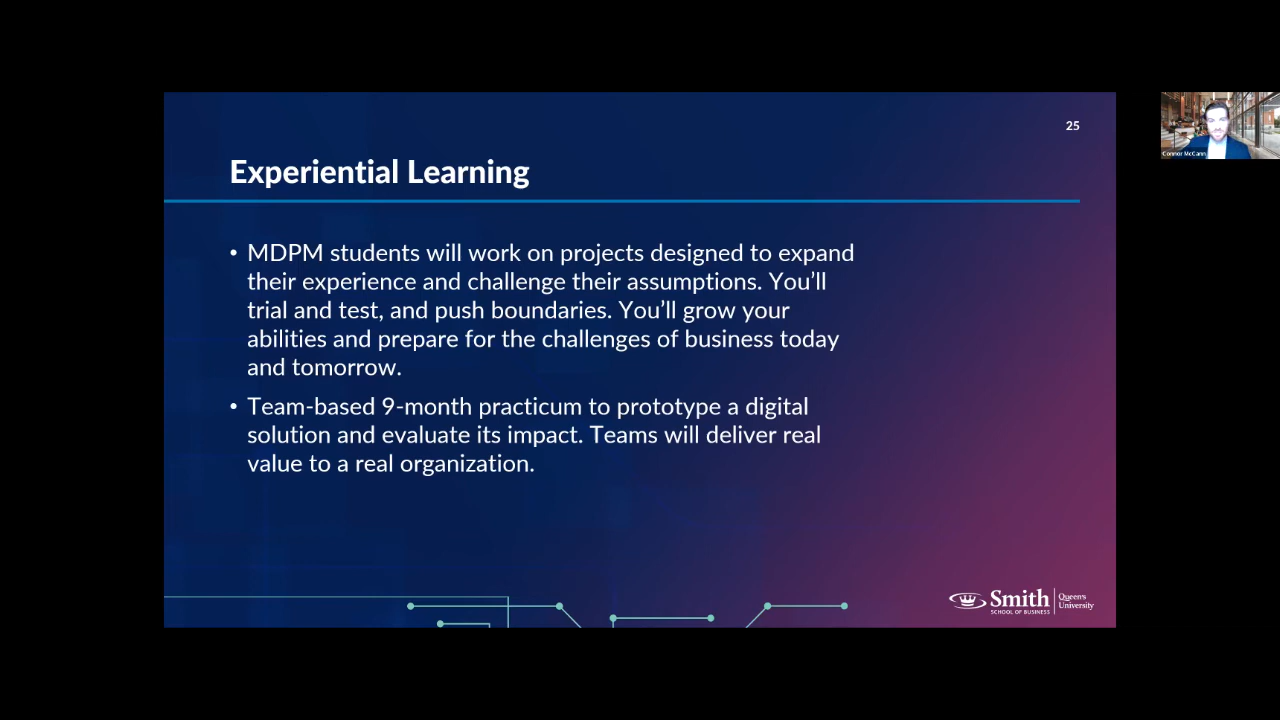 25
Experiential Learning
• MDPM students will work on projects designed to expand
their experience and challenge their assumptions. You’ll
trial and test, and push boundaries. You’ll grow your
abilities and prepare for the challenges of business today
and tomorrow.
• Team-based 9-month practicum to prototype a digital
solution and evaluate its impact. Teams will deliver real
value to a real organization.
Smith
SCHOOL OF BUSINESS
Queen's
University
Connor McCann